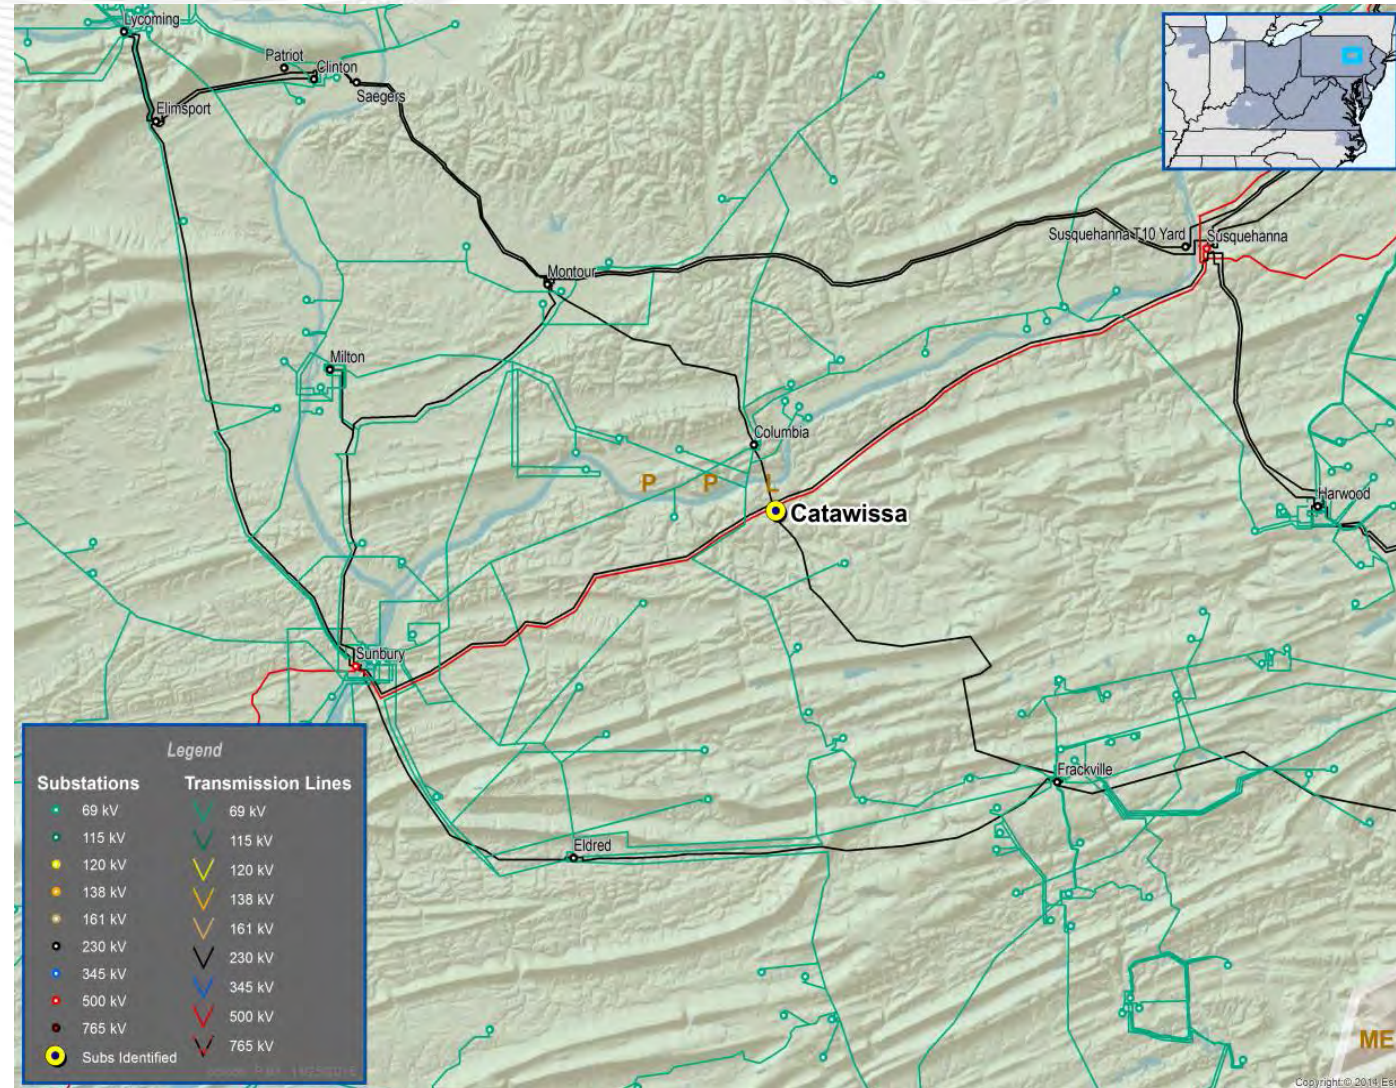 Lycoming
Patriot
Clinton
Saegers
Elimsport
Susquehanna T10 Yard
Susquehanna
Montour
Milton
Columbia
P P L
Catawissa
Harwood
Sunbury
Frackville
Eldred
Legend
Substations
69 kV
115 kV
120 kV
138 kV
161 kV
230 kV
345 kV
500 kV
765 kV
Subs Identified
Transmission Lines
69 kV
115 kV
120 kV
138 kV
161 kV
230 kV
345 kV
500 kV
765 kV
ME
Copyright:© 2014 Es